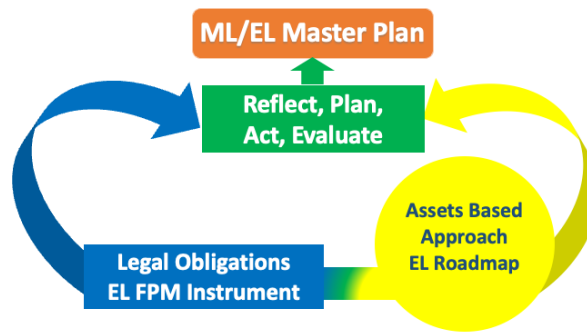 ML/EL Master Plan
Reflect, Plan,
Act, Evaluate
Legal Obligations
EL FPM Instrument
Assets Based
Approach
EL Roadmap